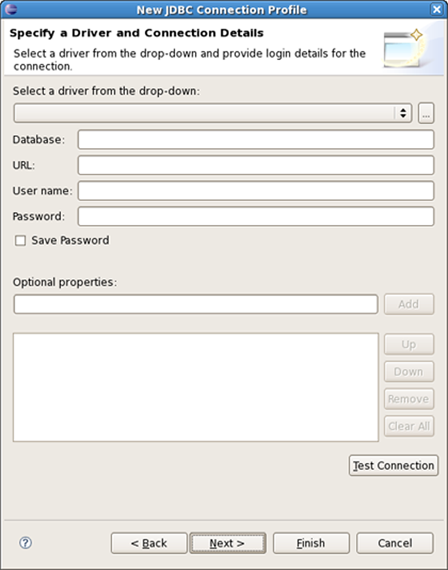 New JDBC Connection Profile
Specify a Driver and Connection Details
Select a driver from the drop-down and provide login details for the
connection.
Select a driver from the drop-down:
...
Database:
URL:
User name:
Password:
Save Password
Optional properties:
Add
Up
Down
Remove
Clear All
Test Connection
?
< Back
Next >
Finish
Cancel